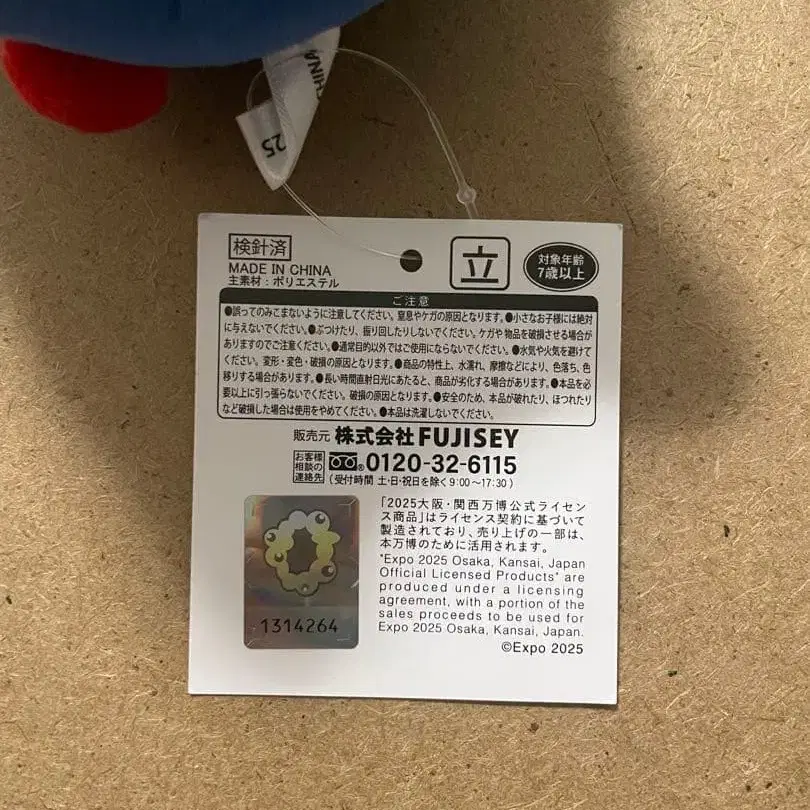 CHINA
25
検針済
立
対象年齢
7歳以上
MADE IN CHINA
主素材：ポリエステル
ご注意
●誤ってのみこまないように注意してください。窒息やケガの原因となります。●小さなお子様には絶対
に与えないでください。●ぶつけたり、振り回したりしないでください。ケガや物品を破損させる場合が
ありますのでご注意ください。●通常目的以外ではご使用にならないでください。●水気や火気を避けて
ください。変形・変色・破損の原因となります。●商品の特性上、水濡れ、摩擦などにより、色落ち、色
移りする場合があります。●長い時間直射日光にあたると、商品が劣化する場合があります。●本品を必
要以上に引っ張らないでください。破損の原因となります。●安全のため、本品が破れたり、ほつれたり
など破損した場合は使用をやめてください。●本品は洗濯しないでください。
販売元 株式会社FUJISEY
お客様
相談の
連絡先
0120-32-6115
(受付時間 土・日・祝日を除く9:00〜17:30)
「2025大阪・関西万博公式ライセン
ス商品」はライセンス契約に基づいて
製造されており、売り上げの一部は、
本万博のために活用されます。
"Expo 2025 Osaka, Kansai, Japan
Official Licensed Products" are
produced under a licensing
agreement, with a portion of the
sales proceeds to be used for
Expo 2025 Osaka, Kansai, Japan.
©Expo 2025
1314264